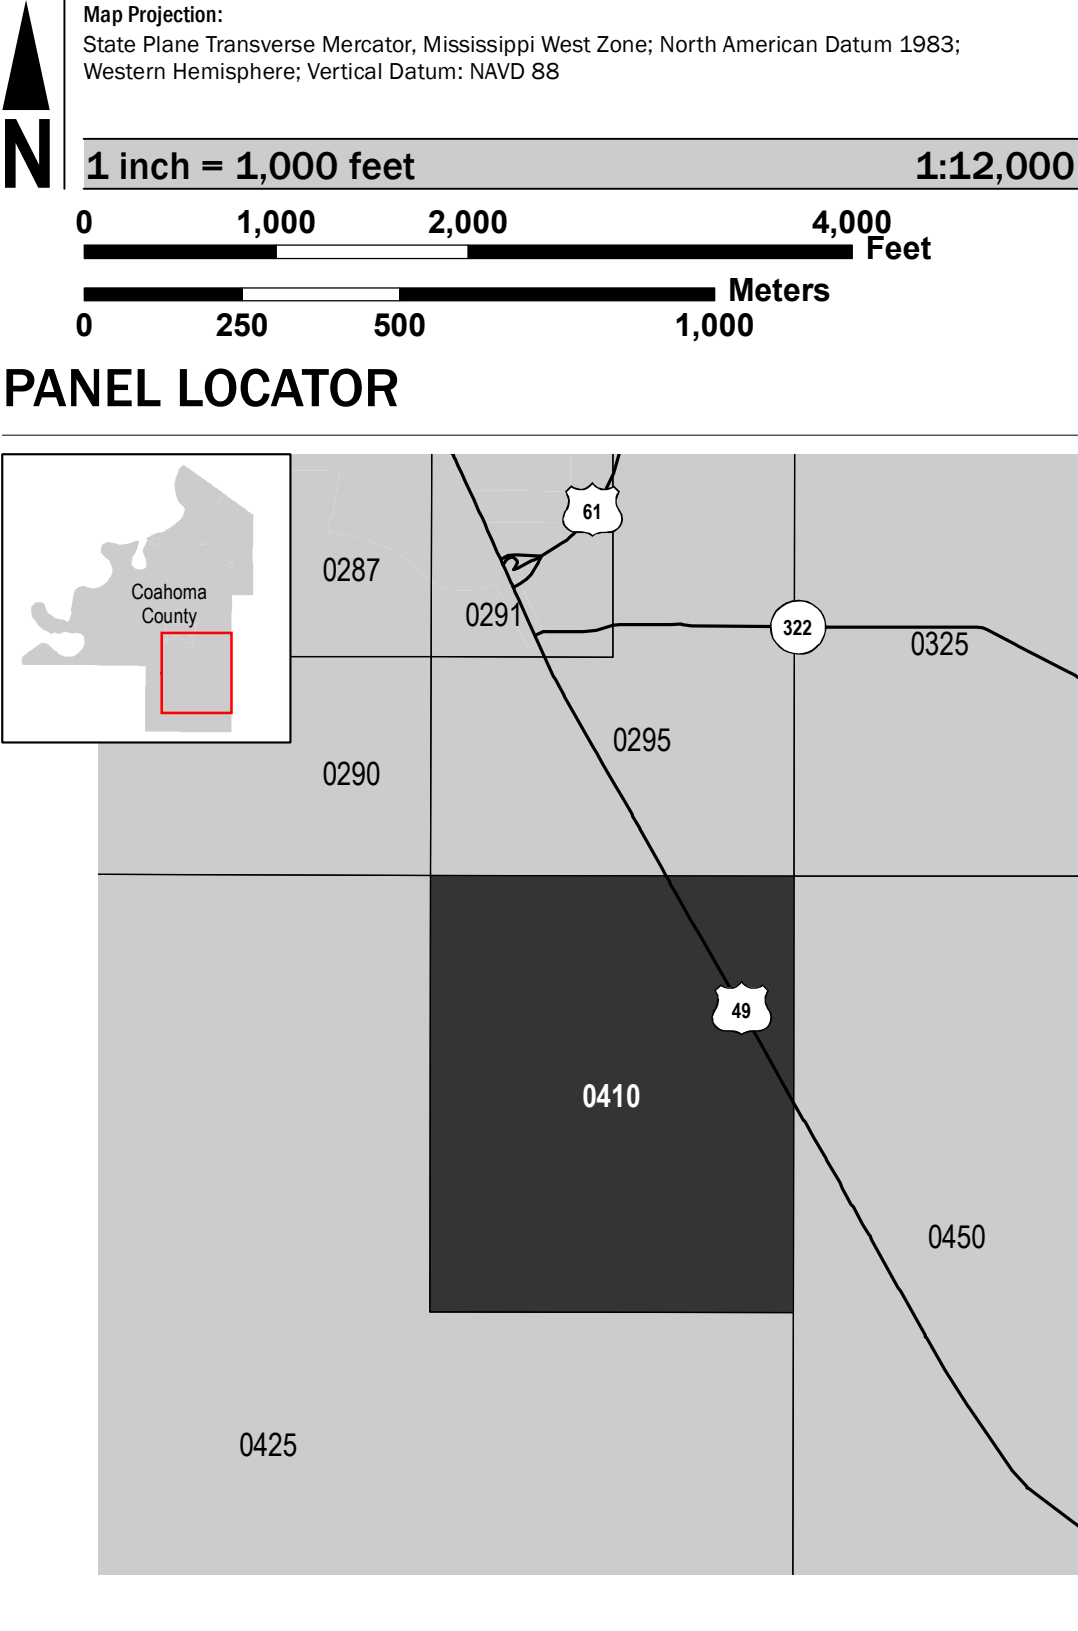 Map Projection:
State Plane Transverse Mercator, Mississippi West Zone; North American Datum 1983;
Western Hemisphere; Vertical Datum: NAVD 88
N
1 inch = 1,000 feet 1:12,000
0 1,000 2,000 4,000
Feet
Meters
0 250 500 1,000
PANEL LOCATOR
61
0287
Coahoma
County
0291
322
0325
0295
0290
49
0410
0450
0425